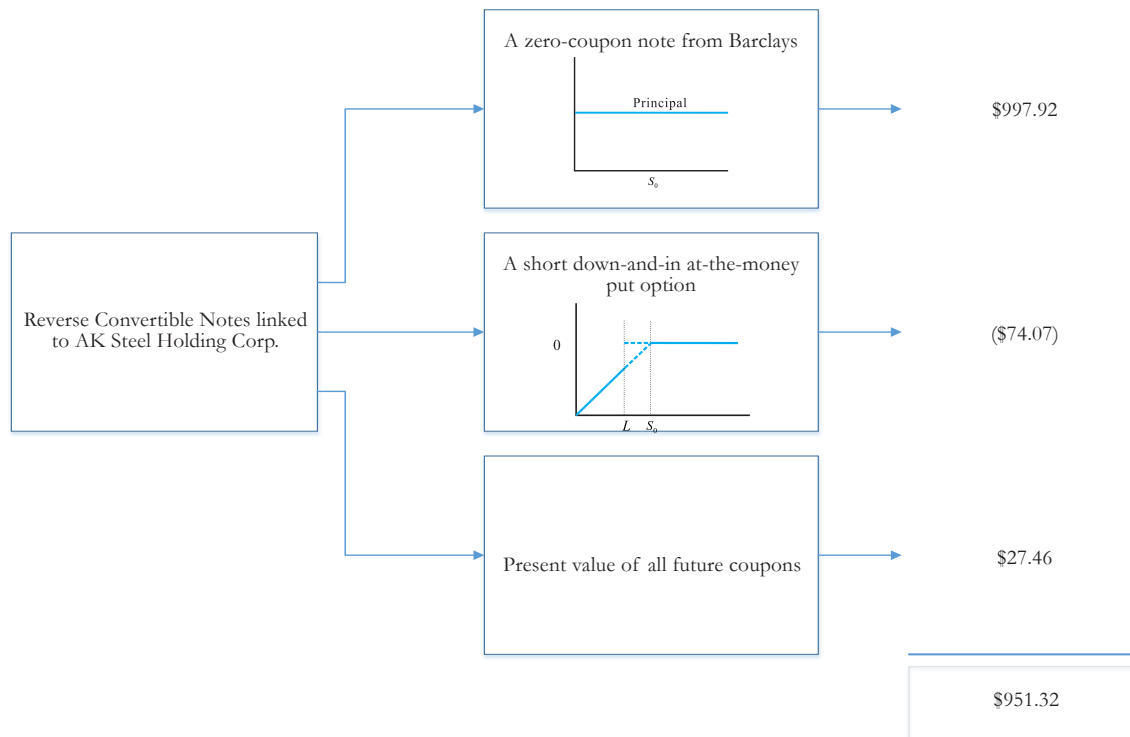 A zero-coupon note from Barclays
Principal
S₀
$997.92
Reverse Convertible Notes linked
to AK Steel Holding Corp.
A short down-and-in at-the-money
put option
0
L S₀
($74.07)
Present value of all future coupons
$27.46
$951.32